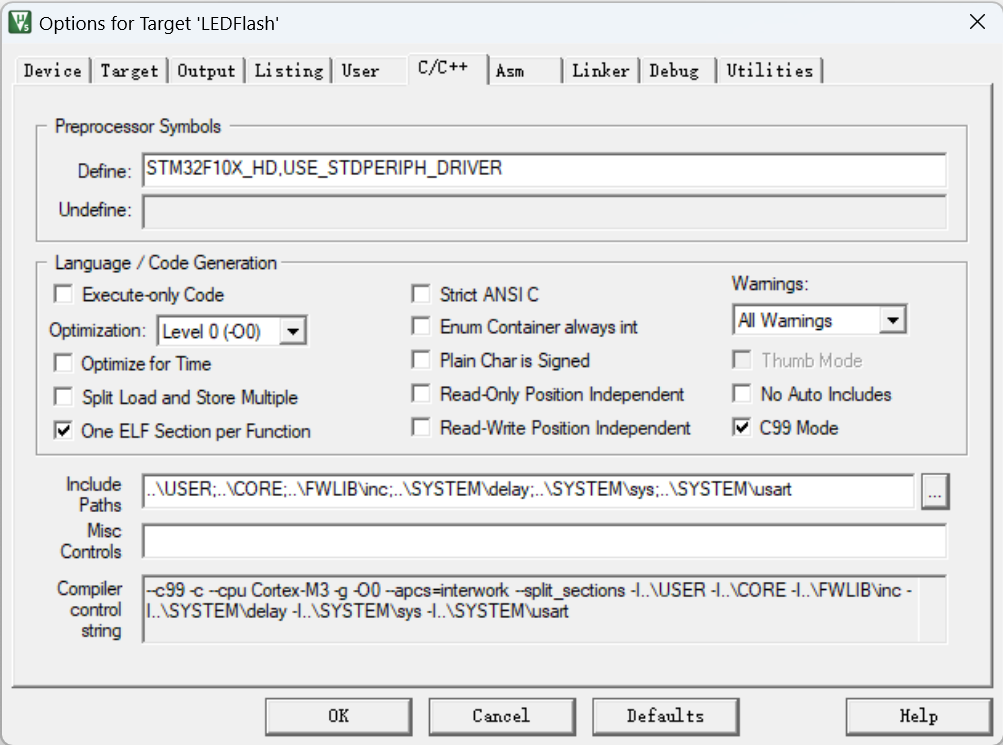 Options for Target 'LEDFlash'
Device Target Output Listing User C/C++ Asm Linker Debug Utilities
Preprocessor Symbols
Define: STM32F10X_HD,USE_STDPERIPH_DRIVER
Undefine:
Language / Code Generation
Execute-only Code
Optimization: Level 0 (-O0)
Optimize for Time
Split Load and Store Multiple
One ELF Section per Function
Strict ANSI C
Enum Container always int
Plain Char is Signed
Read-Only Position Independent
Read-Write Position Independent
Warnings:
All Warnings
Thumb Mode
No Auto Includes
C99 Mode
Include
Paths
..\USER;..\CORE;..\FWLIB\inc;..\SYSTEM\delay;..\SYSTEM\sys;..\SYSTEM\usart
...
Misc
Controls
Compiler
control
string
--c99 -c --cpu Cortex-M3 -g -O0 --apcs=interwork --split_sections -I..\USER -I..\CORE -I..\FWLIB\inc -
I..\SYSTEM\delay -I..\SYSTEM\sys -I..\SYSTEM\usart
OK Cancel Defaults Help